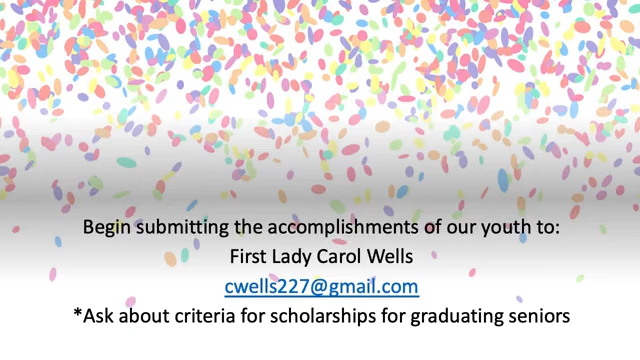 Begin submitting the accomplishments of our youth to:
First Lady Carol Wells
cwells227@gmail.com
*Ask about criteria for scholarships for graduating seniors